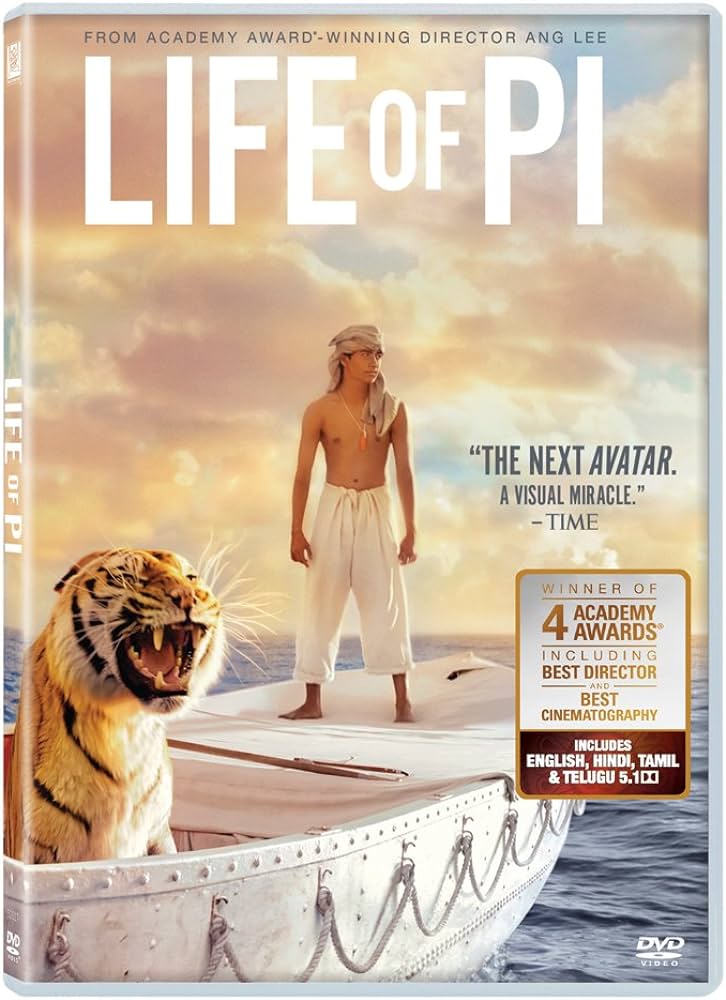 FROM ACADEMY AWARD®-WINNING DIRECTOR ANG LEE
LIFE OF PI
LIFE OF PI
“THE NEXT AVATAR.
A VISUAL MIRACLE.”
–TIME
WINNER OF
4 ACADEMY
AWARDS®
INCLUDING
BEST DIRECTOR
AND
BEST
CINEMATOGRAPHY
INCLUDES
ENGLISH, HINDI, TAMIL
& TELUGU 5.1
DVD
VIDEO
DVD
VIDEO